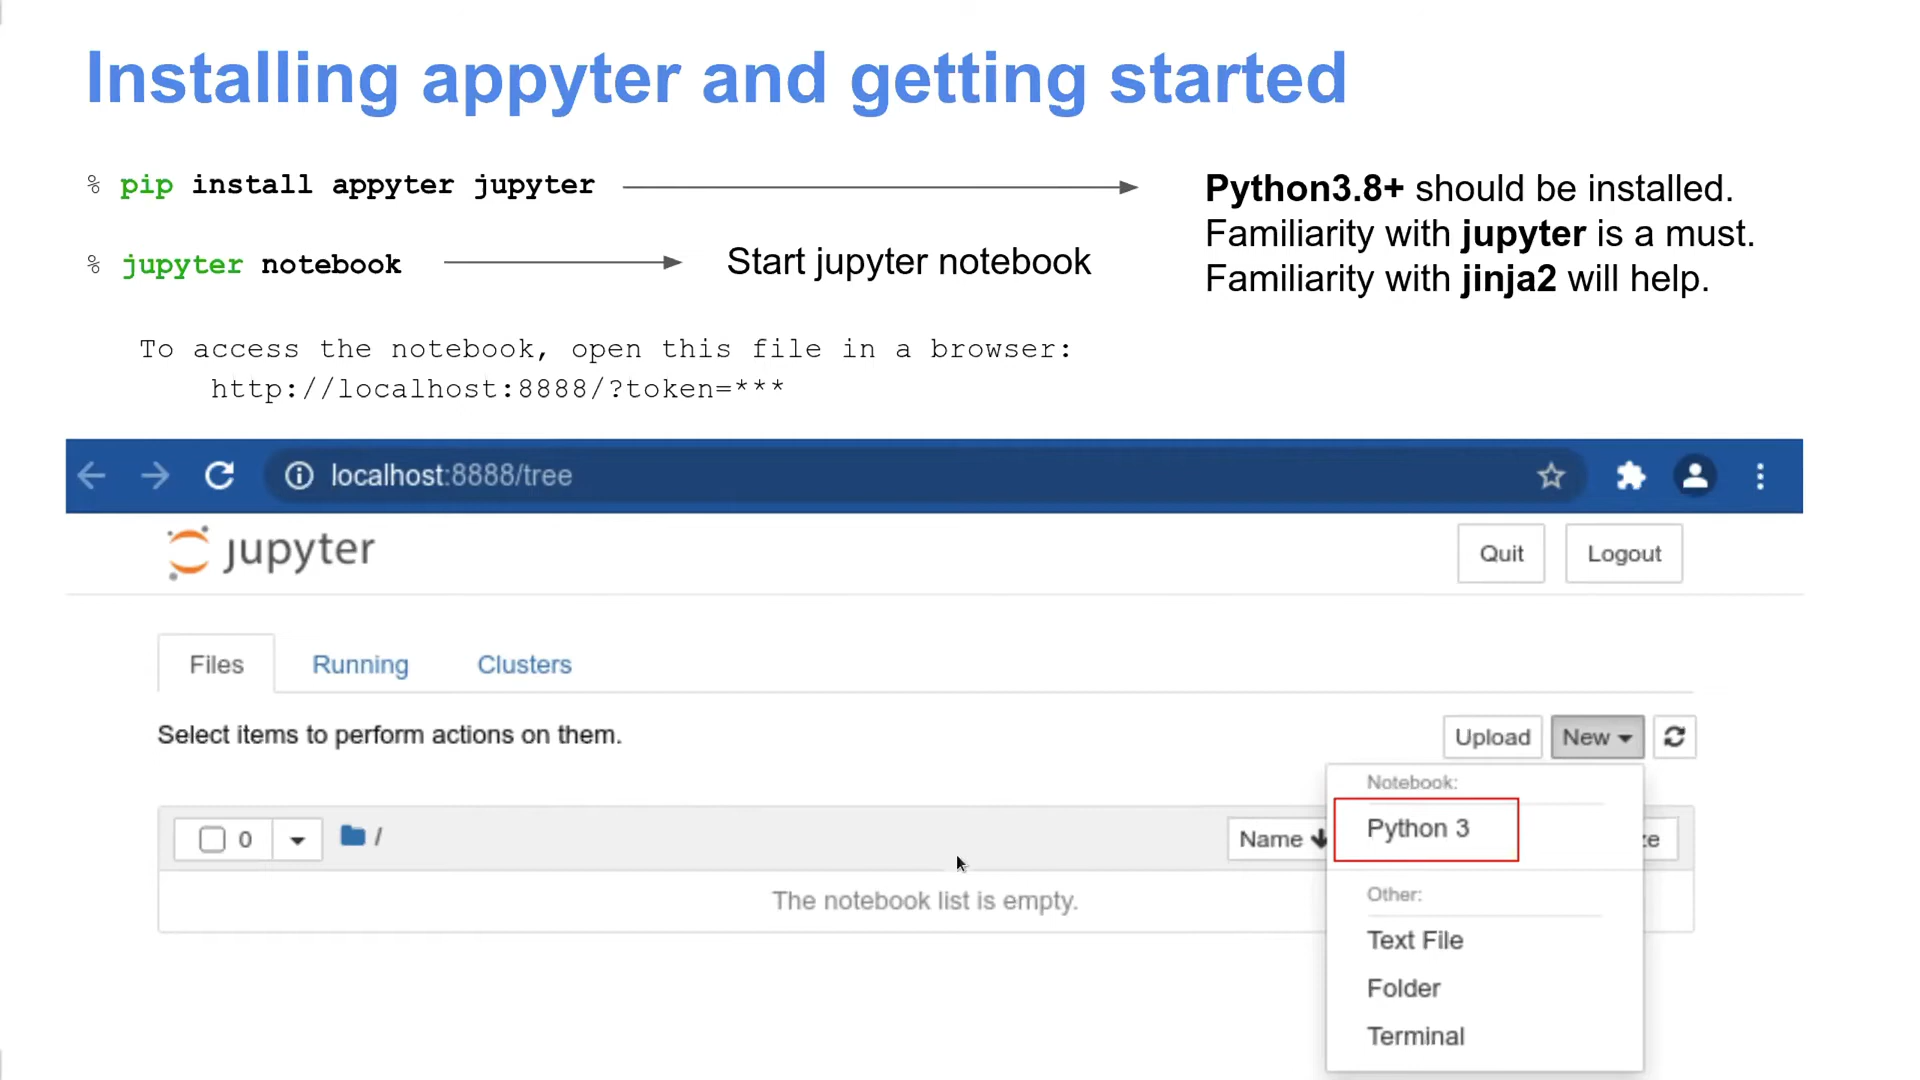 Installing appyter and getting started
% pip install appyter jupyter
Python3.8+ should be installed.
Familiarity with jupyter is a must.
Familiarity with jinja2 will help.
% jupyter notebook
Start jupyter notebook
To access the notebook, open this file in a browser:
http://localhost:8888/?token=***
localhost:8888/tree
jupyter
Quit
Logout
Files
Running
Clusters
Select items to perform actions on them.
Upload
New
Notebook:
Python 3
0
/
Name
ze
The notebook list is empty.
Other:
Text File
Folder
Terminal